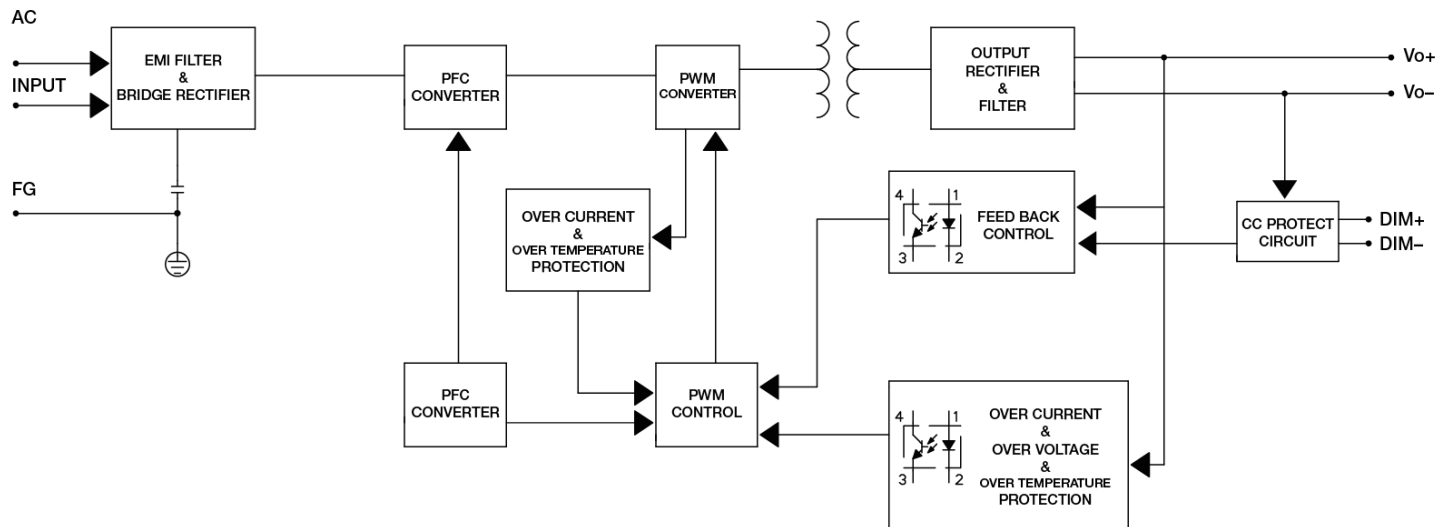 AC
INPUT
FG
EMI FILTER
&
BRIDGE RECTIFIER
PFC
CONVERTER
PWM
CONVERTER
OUTPUT
RECTIFIER
&
FILTER
Vo+
Vo–
OVER CURRENT
&
OVER TEMPERATURE
PROTECTION
4 1
3 2
FEED BACK
CONTROL
CC PROTECT
CIRCUIT
DIM+
DIM–
PFC
CONVERTER
PWM
CONTROL
4 1
3 2
OVER CURRENT
&
OVER VOLTAGE
&
OVER TEMPERATURE
PROTECTION